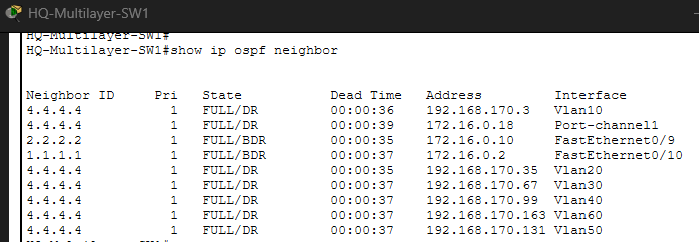 HQ-Multilayer-SW1
HQ-Multilayer-SW1#
HQ-Multilayer-SW1#show ip ospf neighbor
Neighbor ID Pri State Dead Time Address Interface
4.4.4.4 1 FULL/DR 00:00:36 192.168.170.3 Vlan10
4.4.4.4 1 FULL/DR 00:00:39 172.16.0.18 Port-channel1
2.2.2.2 1 FULL/BDR 00:00:35 172.16.0.10 FastEthernet0/9
1.1.1.1 1 FULL/BDR 00:00:37 172.16.0.2 FastEthernet0/10
4.4.4.4 1 FULL/DR 00:00:35 192.168.170.35 Vlan20
4.4.4.4 1 FULL/DR 00:00:37 192.168.170.67 Vlan30
4.4.4.4 1 FULL/DR 00:00:37 192.168.170.99 Vlan40
4.4.4.4 1 FULL/DR 00:00:37 192.168.170.163 Vlan60
4.4.4.4 1 FULL/DR 00:00:37 192.168.170.131 Vlan50